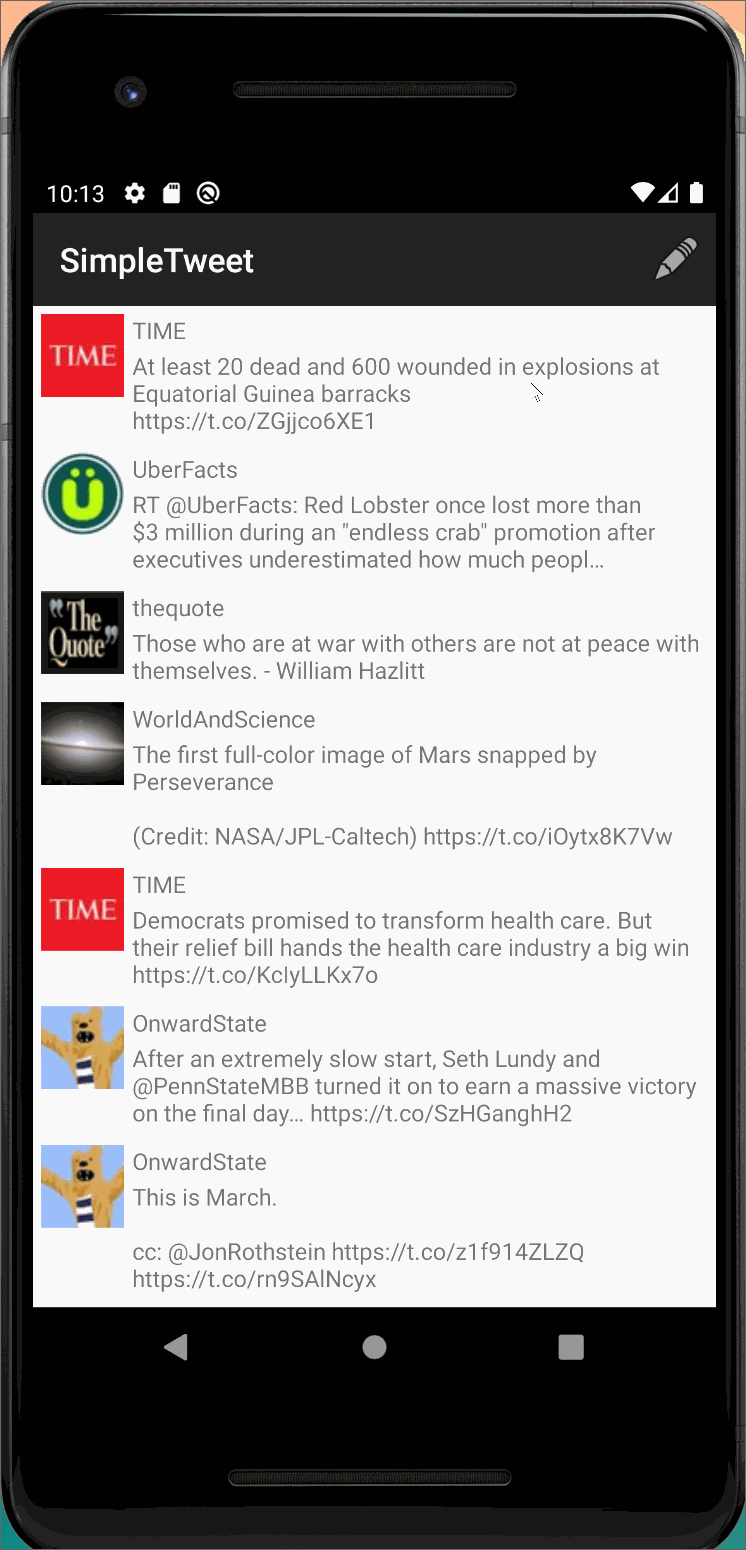 10:13
SimpleTweet
TIME
TIME
At least 20 dead and 600 wounded in explosions at
Equatorial Guinea barracks
https://t.co/ZGjjco6XE1
UberFacts
Ü
RT @UberFacts: Red Lobster once lost more than
$3 million during an "endless crab" promotion after
executives underestimated how much peopl…
thequote
"The
Quote"
Those who are at war with others are not at peace with
themselves. - William Hazlitt
WorldAndScience
The first full-color image of Mars snapped by
Perseverance
(Credit: NASA/JPL-Caltech) https://t.co/iOytx8K7Vw
TIME
TIME
Democrats promised to transform health care. But
their relief bill hands the health care industry a big win
https://t.co/KclyLLKx7o
OnwardState
After an extremely slow start, Seth Lundy and
@PennStateMBB turned it on to earn a massive victory
on the final day… https://t.co/SzHGanghH2
OnwardState
This is March.
cc: @JonRothstein https://t.co/z1f914ZLZQ
https://t.co/rn9SAlNcyx